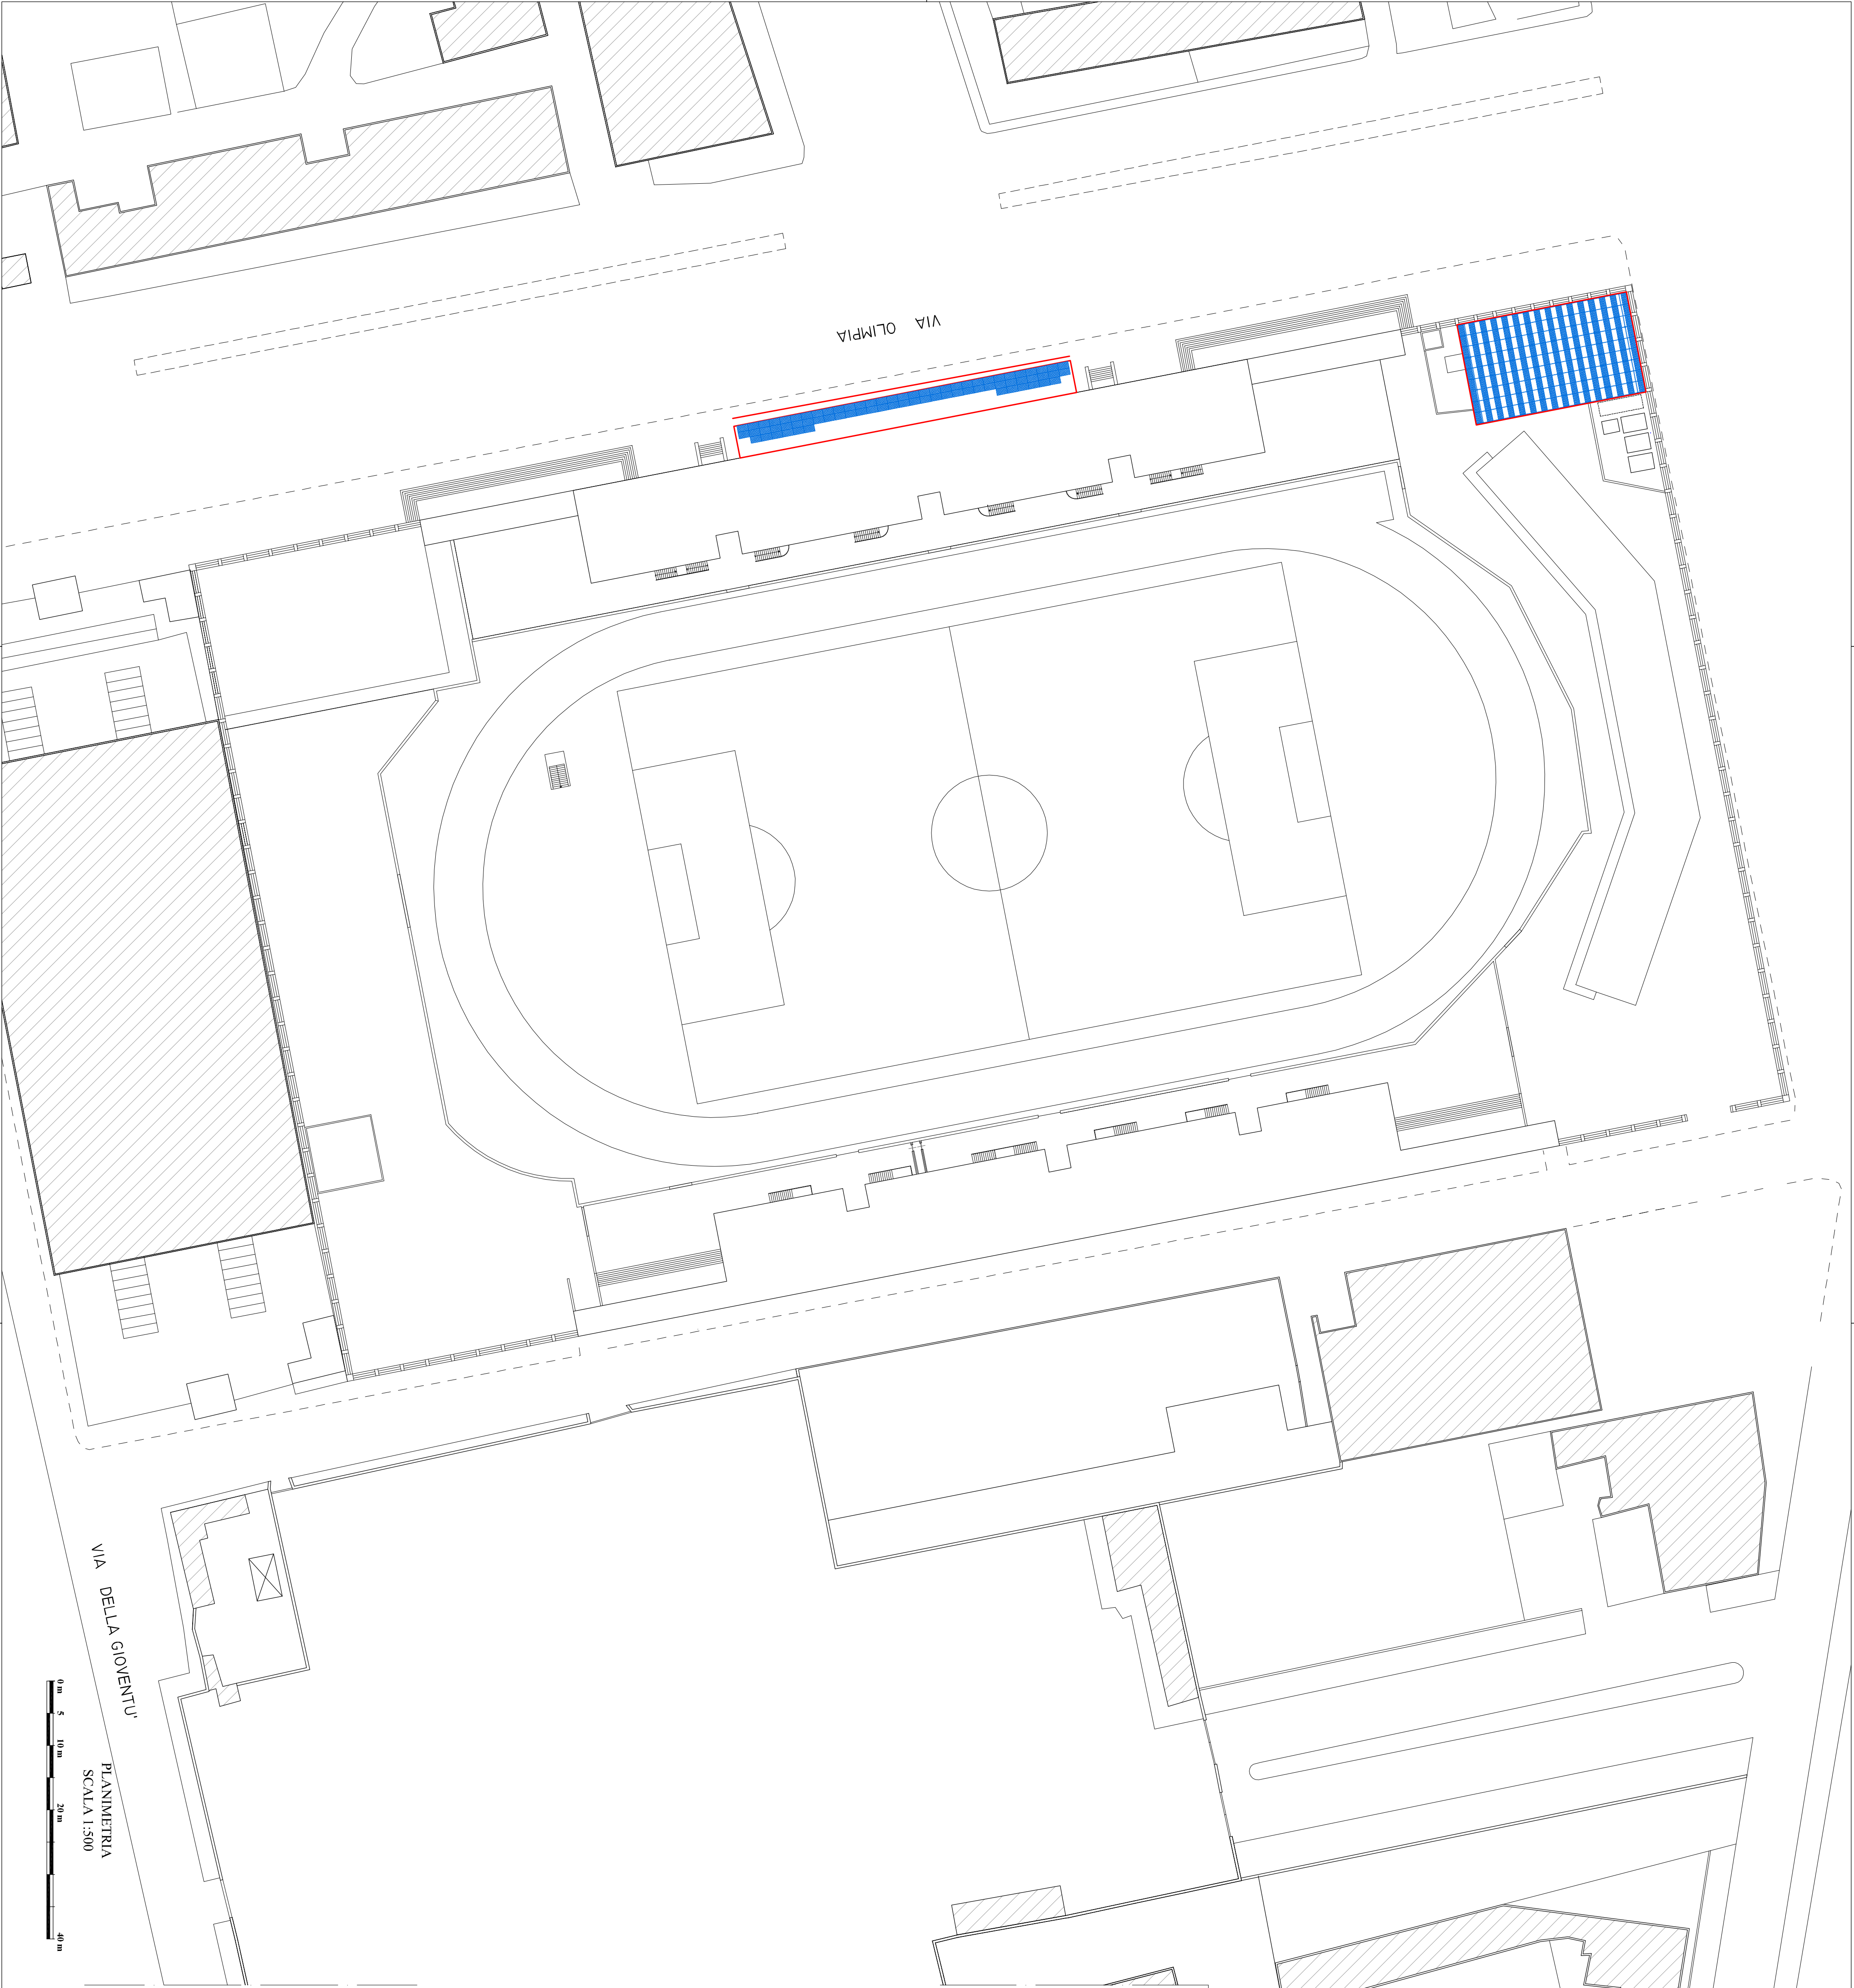 VIA OLIMPIA
VIA DELLA GIOVENTU'
PLANIMETRIA
SCALA 1:500
0 m 5 10 m 20 m 40 m